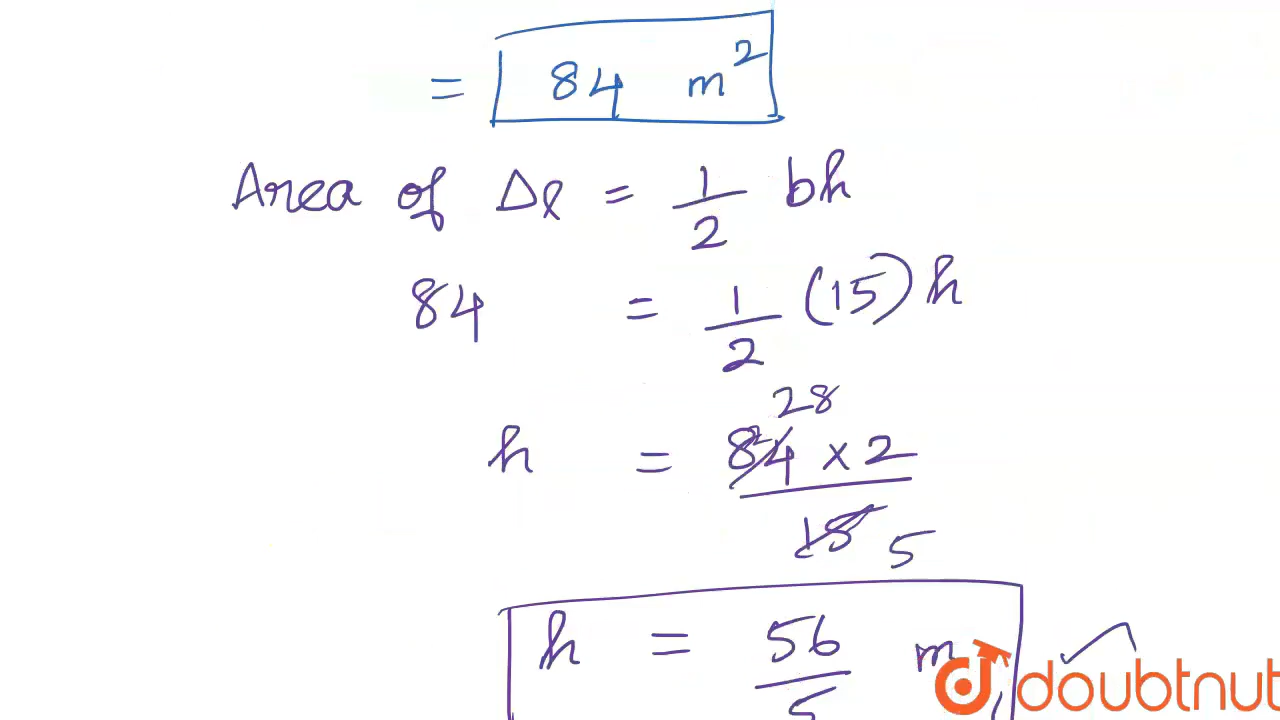 = 84 m²
Area of Δle = 1/2 bh
84 = 1/2 (15) h
28
h = 84 × 2 / 15 5
h = 56/5 m
doubtnut